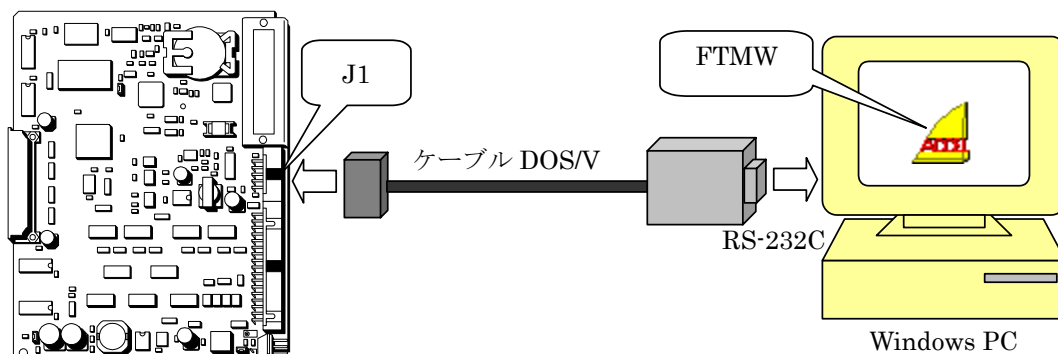 J1
FTMW
ケーブル DOS/V
RS-232C
Windows PC